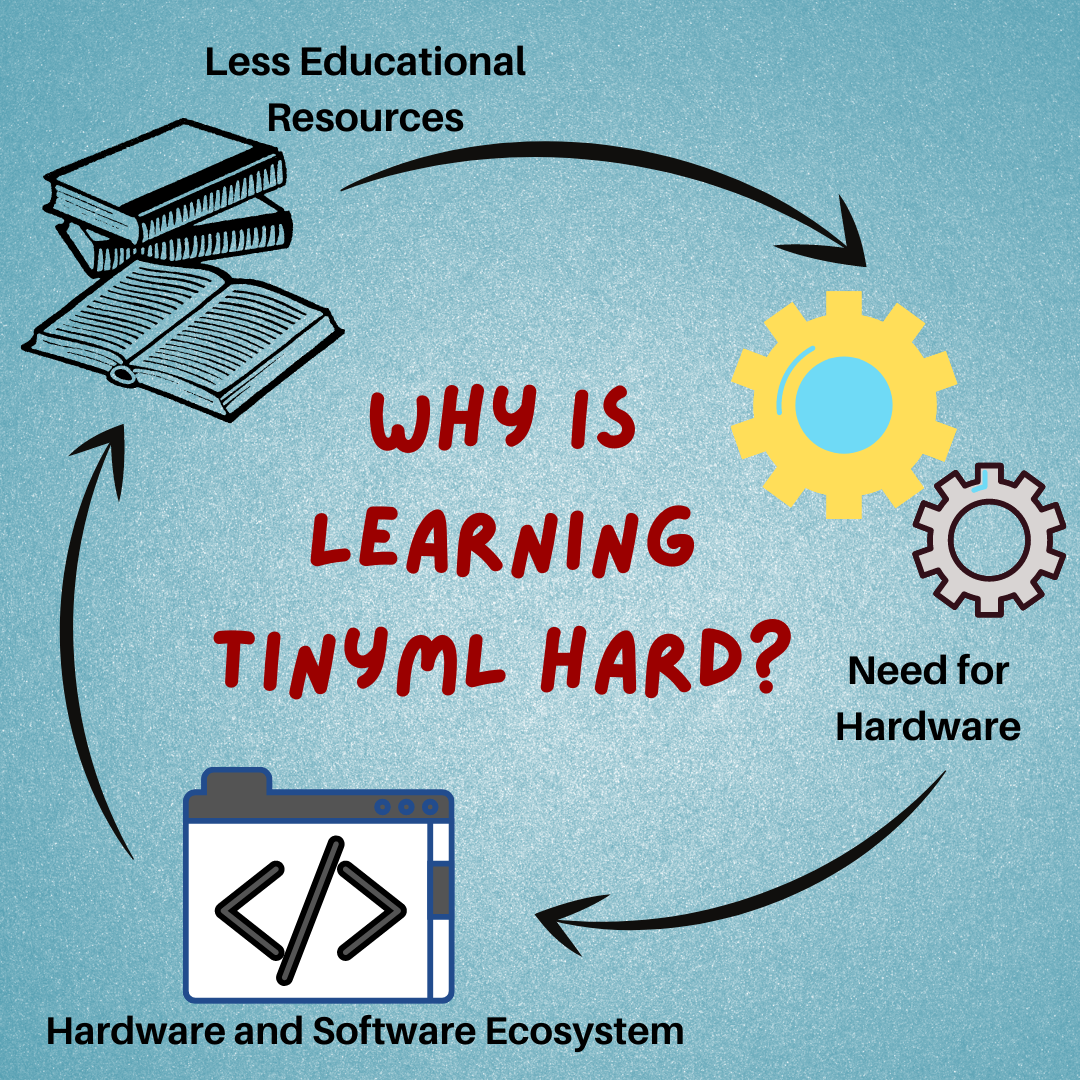 Less Educational
Resources
WHY IS
LEARNING
TINYML HARD?
Need for
Hardware
</>
Hardware and Software Ecosystem